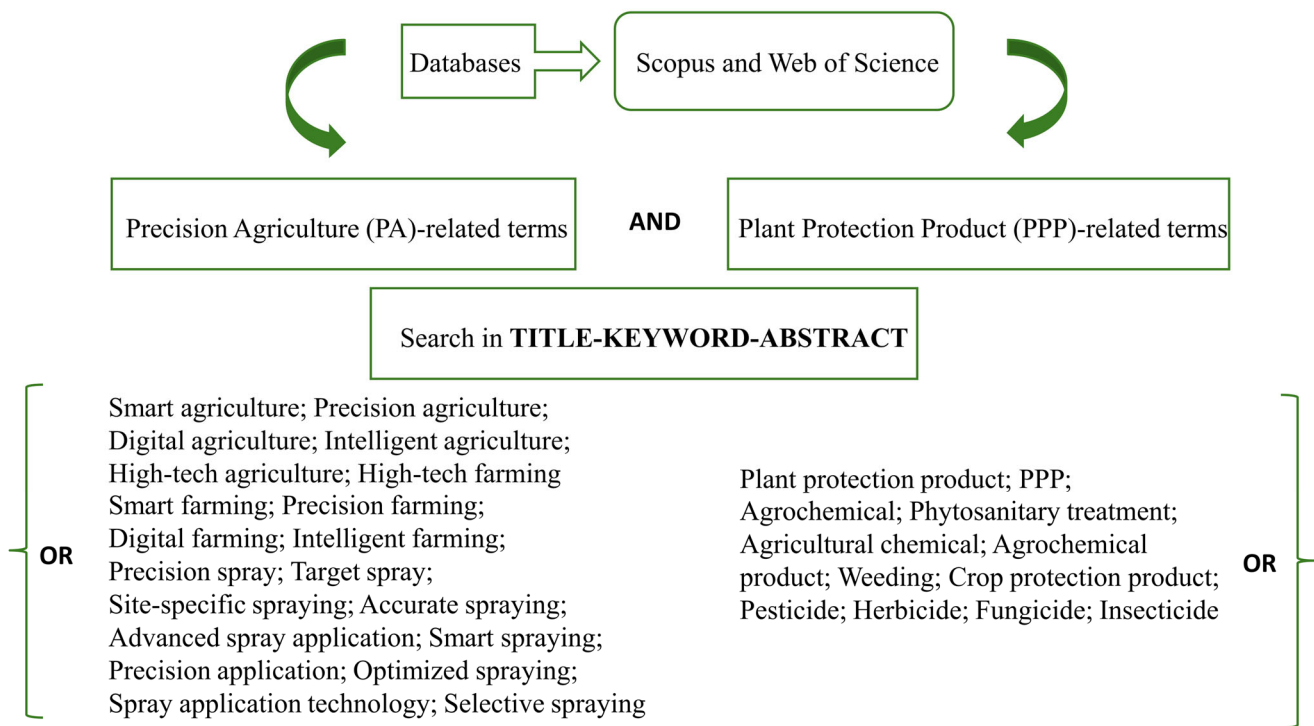 Databases
Scopus and Web of Science
Precision Agriculture (PA)-related terms
AND
Plant Protection Product (PPP)-related terms
Search in TITLE-KEYWORD-ABSTRACT
OR
Smart agriculture; Precision agriculture;
Digital agriculture; Intelligent agriculture;
High-tech agriculture; High-tech farming
Smart farming; Precision farming;
Digital farming; Intelligent farming;
Precision spray; Target spray;
Site-specific spraying; Accurate spraying;
Advanced spray application; Smart spraying;
Precision application; Optimized spraying;
Spray application technology; Selective spraying
Plant protection product; PPP;
Agrochemical; Phytosanitary treatment;
Agricultural chemical; Agrochemical
product; Weeding; Crop protection product;
Pesticide; Herbicide; Fungicide; Insecticide
OR